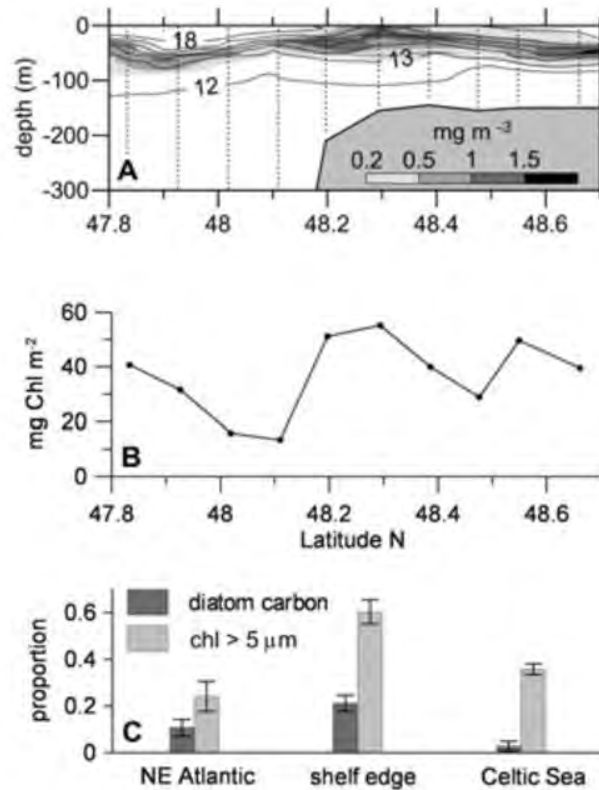 0
18
13
12
-100
-200
-300
depth (m)
mg m⁻³
0.2 0.5 1 1.5
A
47.8 48 48.2 48.4 48.6
60
40
20
0
mg Chl m⁻²
B
47.8 48 48.2 48.4 48.6
Latitude N
diatom carbon
chl > 5 μm
0.6
0.4
0.2
0
proportion
C
NE Atlantic shelf edge Celtic Sea